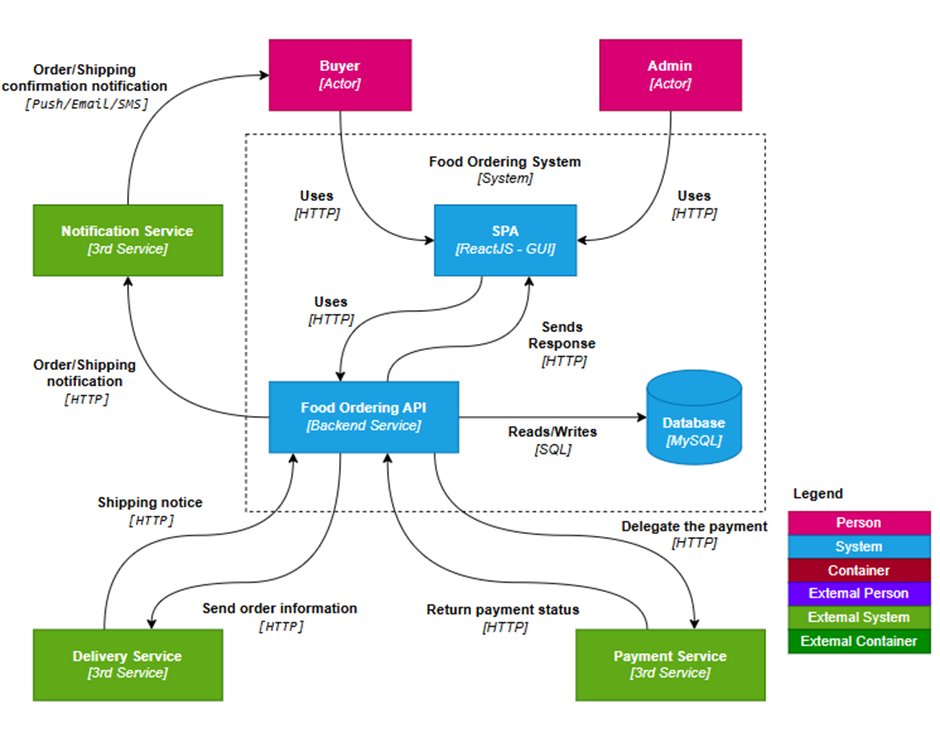 Buyer
[Actor]
Admin
[Actor]
Order/Shipping
confirmation notification
[Push/Email/SMS]
Food Ordering System
[System]
Uses
[HTTP]
Uses
[HTTP]
Notification Service
[3rd Service]
SPA
[ReactJS - GUI]
Uses
[HTTP]
Sends
Response
[HTTP]
Order/Shipping
notification
[HTTP]
Food Ordering API
[Backend Service]
Reads/Writes
[SQL]
Database
[MySQL]
Shipping notice
[HTTP]
Delegate the payment
[HTTP]
Send order information
[HTTP]
Return payment status
[HTTP]
Delivery Service
[3rd Service]
Payment Service
[3rd Service]
Legend
Person
System
Container
External Person
External System
External Container